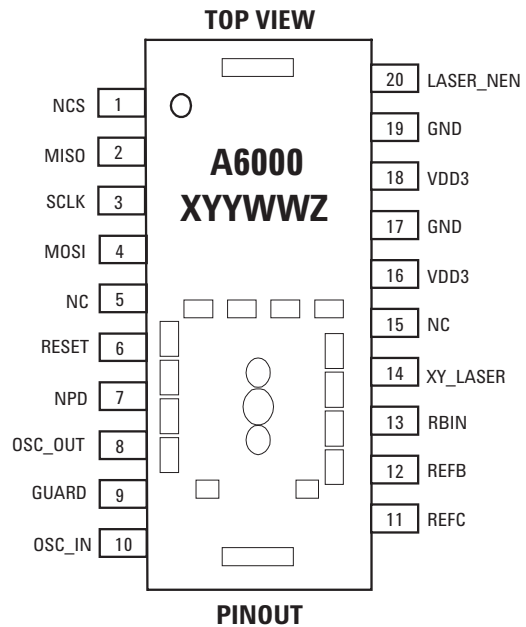 TOP VIEW
A6000
XYYWWZ
NCS 1
MISO 2
SCLK 3
MOSI 4
NC 5
RESET 6
NPD 7
OSC_OUT 8
GUARD 9
OSC_IN 10
20 LASER_NEN
19 GND
18 VDD3
17 GND
16 VDD3
15 NC
14 XY_LASER
13 RBIN
12 REFB
11 REFC
PINOUT